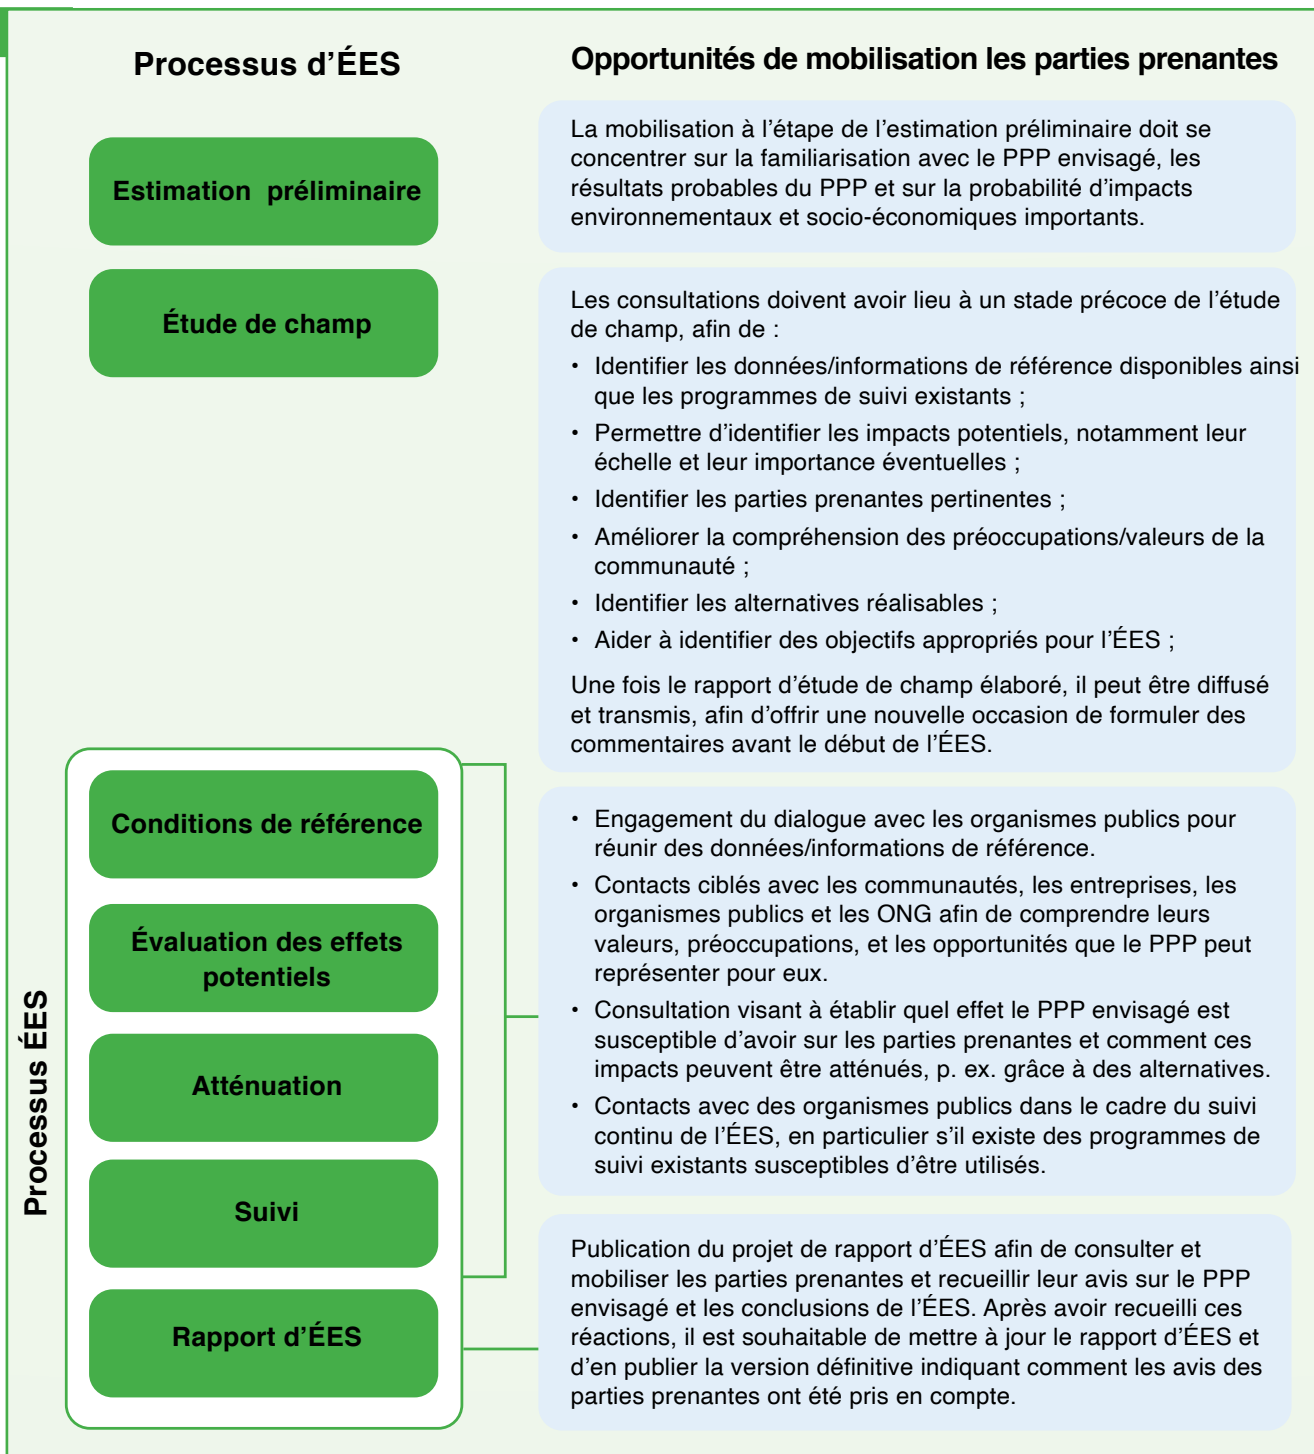 Processus d’ÉES
Opportunités de mobilisation les parties prenantes
Estimation préliminaire
La mobilisation à l’étape de l’estimation préliminaire doit se
concentrer sur la familiarisation avec le PPP envisagé, les
résultats probables du PPP et sur la probabilité d’impacts
environnementaux et socio-économiques importants.
Étude de champ
Les consultations doivent avoir lieu à un stade précoce de l’étude
de champ, afin de :
• Identifier les données/informations de référence disponibles ainsi
que les programmes de suivi existants ;
• Permettre d’identifier les impacts potentiels, notamment leur
échelle et leur importance éventuelles ;
• Identifier les parties prenantes pertinentes ;
• Améliorer la compréhension des préoccupations/valeurs de la
communauté ;
• Identifier les alternatives réalisables ;
• Aider à identifier des objectifs appropriés pour l’ÉES ;
Une fois le rapport d’étude de champ élaboré, il peut être diffusé
et transmis, afin d’offrir une nouvelle occasion de formuler des
commentaires avant le début de l’ÉES.
Processus ÉES
Conditions de référence
Évaluation des effets
potentiels
Atténuation
Suivi
• Engagement du dialogue avec les organismes publics pour
réunir des données/informations de référence.
• Contacts ciblés avec les communautés, les entreprises, les
organismes publics et les ONG afin de comprendre leurs
valeurs, préoccupations, et les opportunités que le PPP peut
représenter pour eux.
• Consultation visant à établir quel effet le PPP envisagé est
susceptible d’avoir sur les parties prenantes et comment ces
impacts peuvent être atténués, p. ex. grâce à des alternatives.
• Contacts avec des organismes publics dans le cadre du suivi
continu de l’ÉES, en particulier s’il existe des programmes de
suivi existants susceptibles d’être utilisés.
Rapport d’ÉES
Publication du projet de rapport d’ÉES afin de consulter et
mobiliser les parties prenantes et recueillir leur avis sur le PPP
envisagé et les conclusions de l’ÉES. Après avoir recueilli ces
réactions, il est souhaitable de mettre à jour le rapport d’ÉES et
d’en publier la version définitive indiquant comment les avis des
parties prenantes ont été pris en compte.